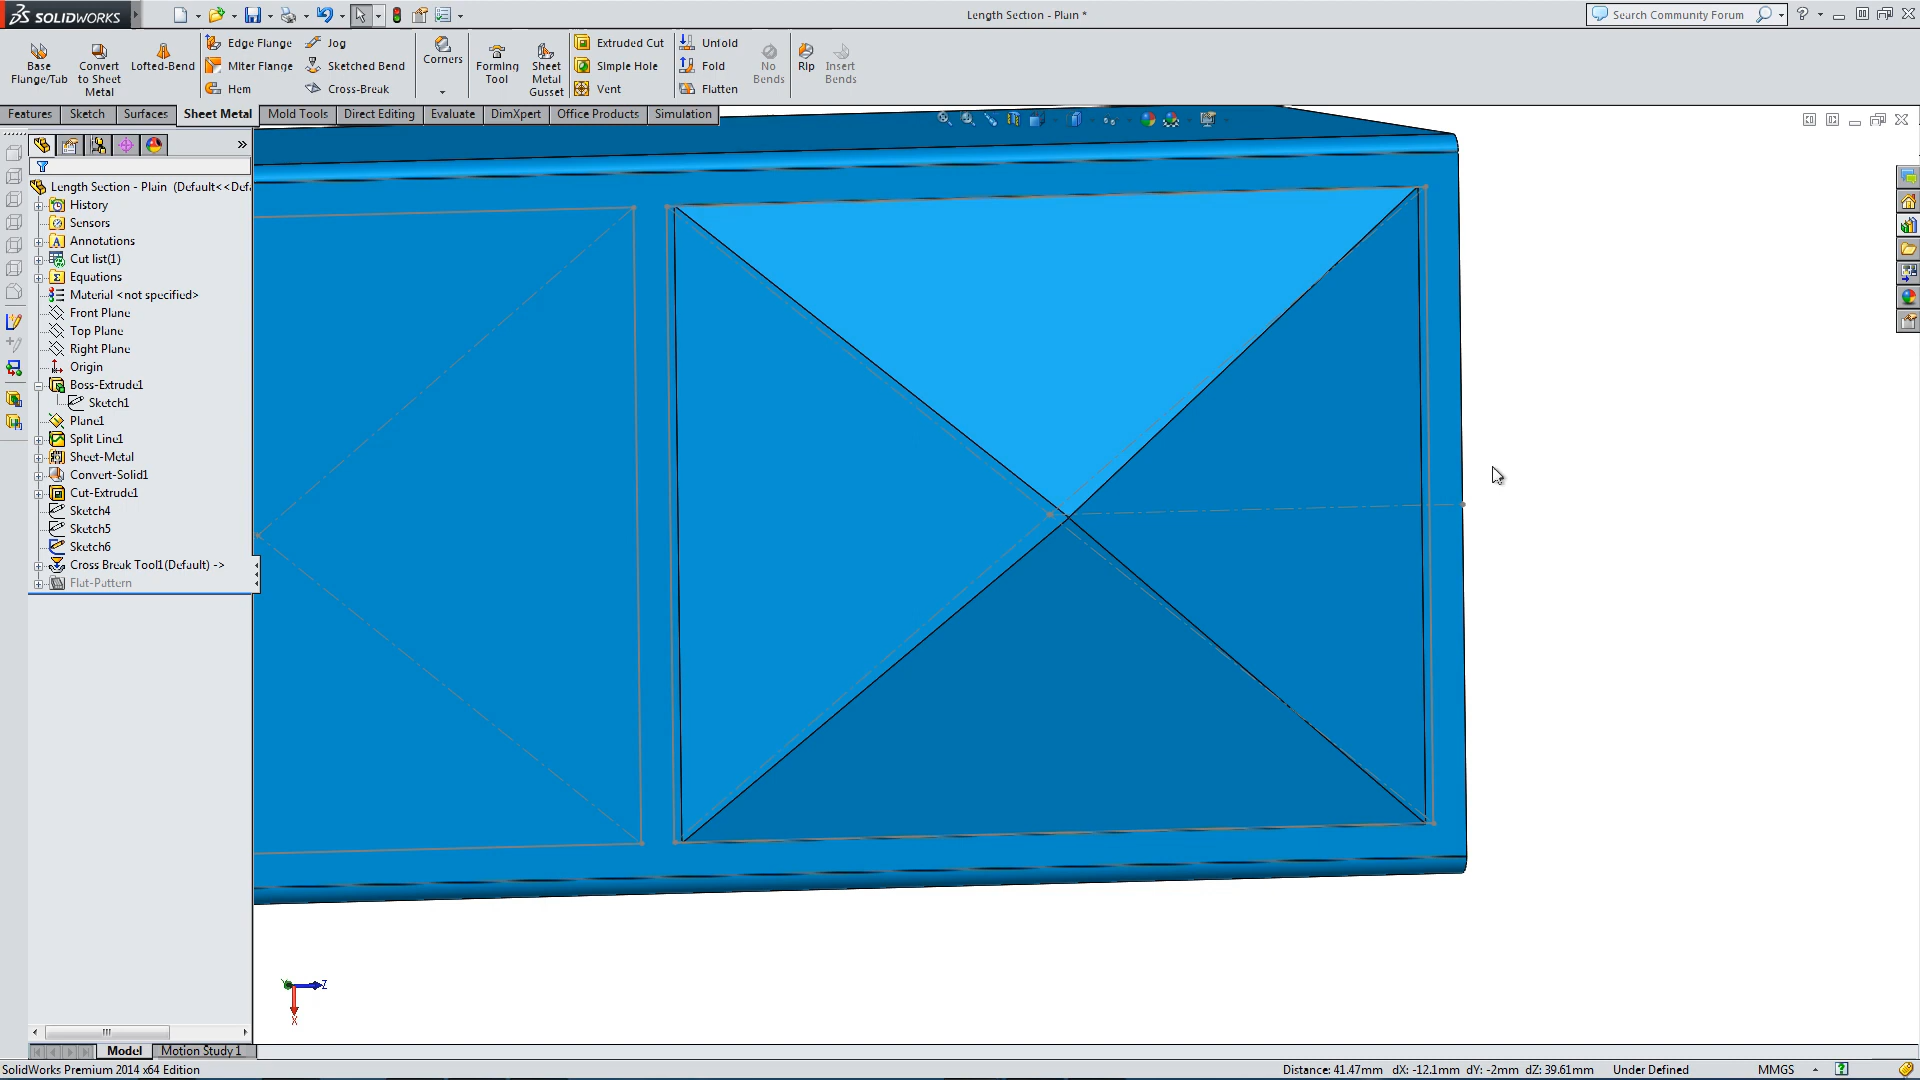 SOLIDWORKS
Length Section - Plain *
Search Community Forum
Base Flange/Tab
Convert to Sheet Metal
Lofted-Bend
Edge Flange
Miter Flange
Hem
Jog
Sketched Bend
Cross-Break
Corners
Forming Tool
Sheet Metal Gusset
Extruded Cut
Simple Hole
Vent
Unfold
Fold
Flatten
No Bends
Rip
Insert Bends
Features Sketch Surfaces Sheet Metal Mold Tools Direct Editing Evaluate DimXpert Office Products Simulation
Length Section - Plain (Default<<Defa
History
Sensors
Annotations
Cut list(1)
Equations
Material <not specified>
Front Plane
Top Plane
Right Plane
Origin
Boss-Extrude1
Sketch1
Plane1
Split Line1
Sheet-Metal
Convert-Solid1
Cut-Extrude1
Sketch4
Sketch5
Sketch6
Cross Break Tool1(Default) ->
Flat-Pattern
Z
X
Model Motion Study 1
SolidWorks Premium 2014 x64 Edition
Distance: 41.47mm dX: -12.1mm dY: -2mm dZ: 39.61mm Under Defined MMGS